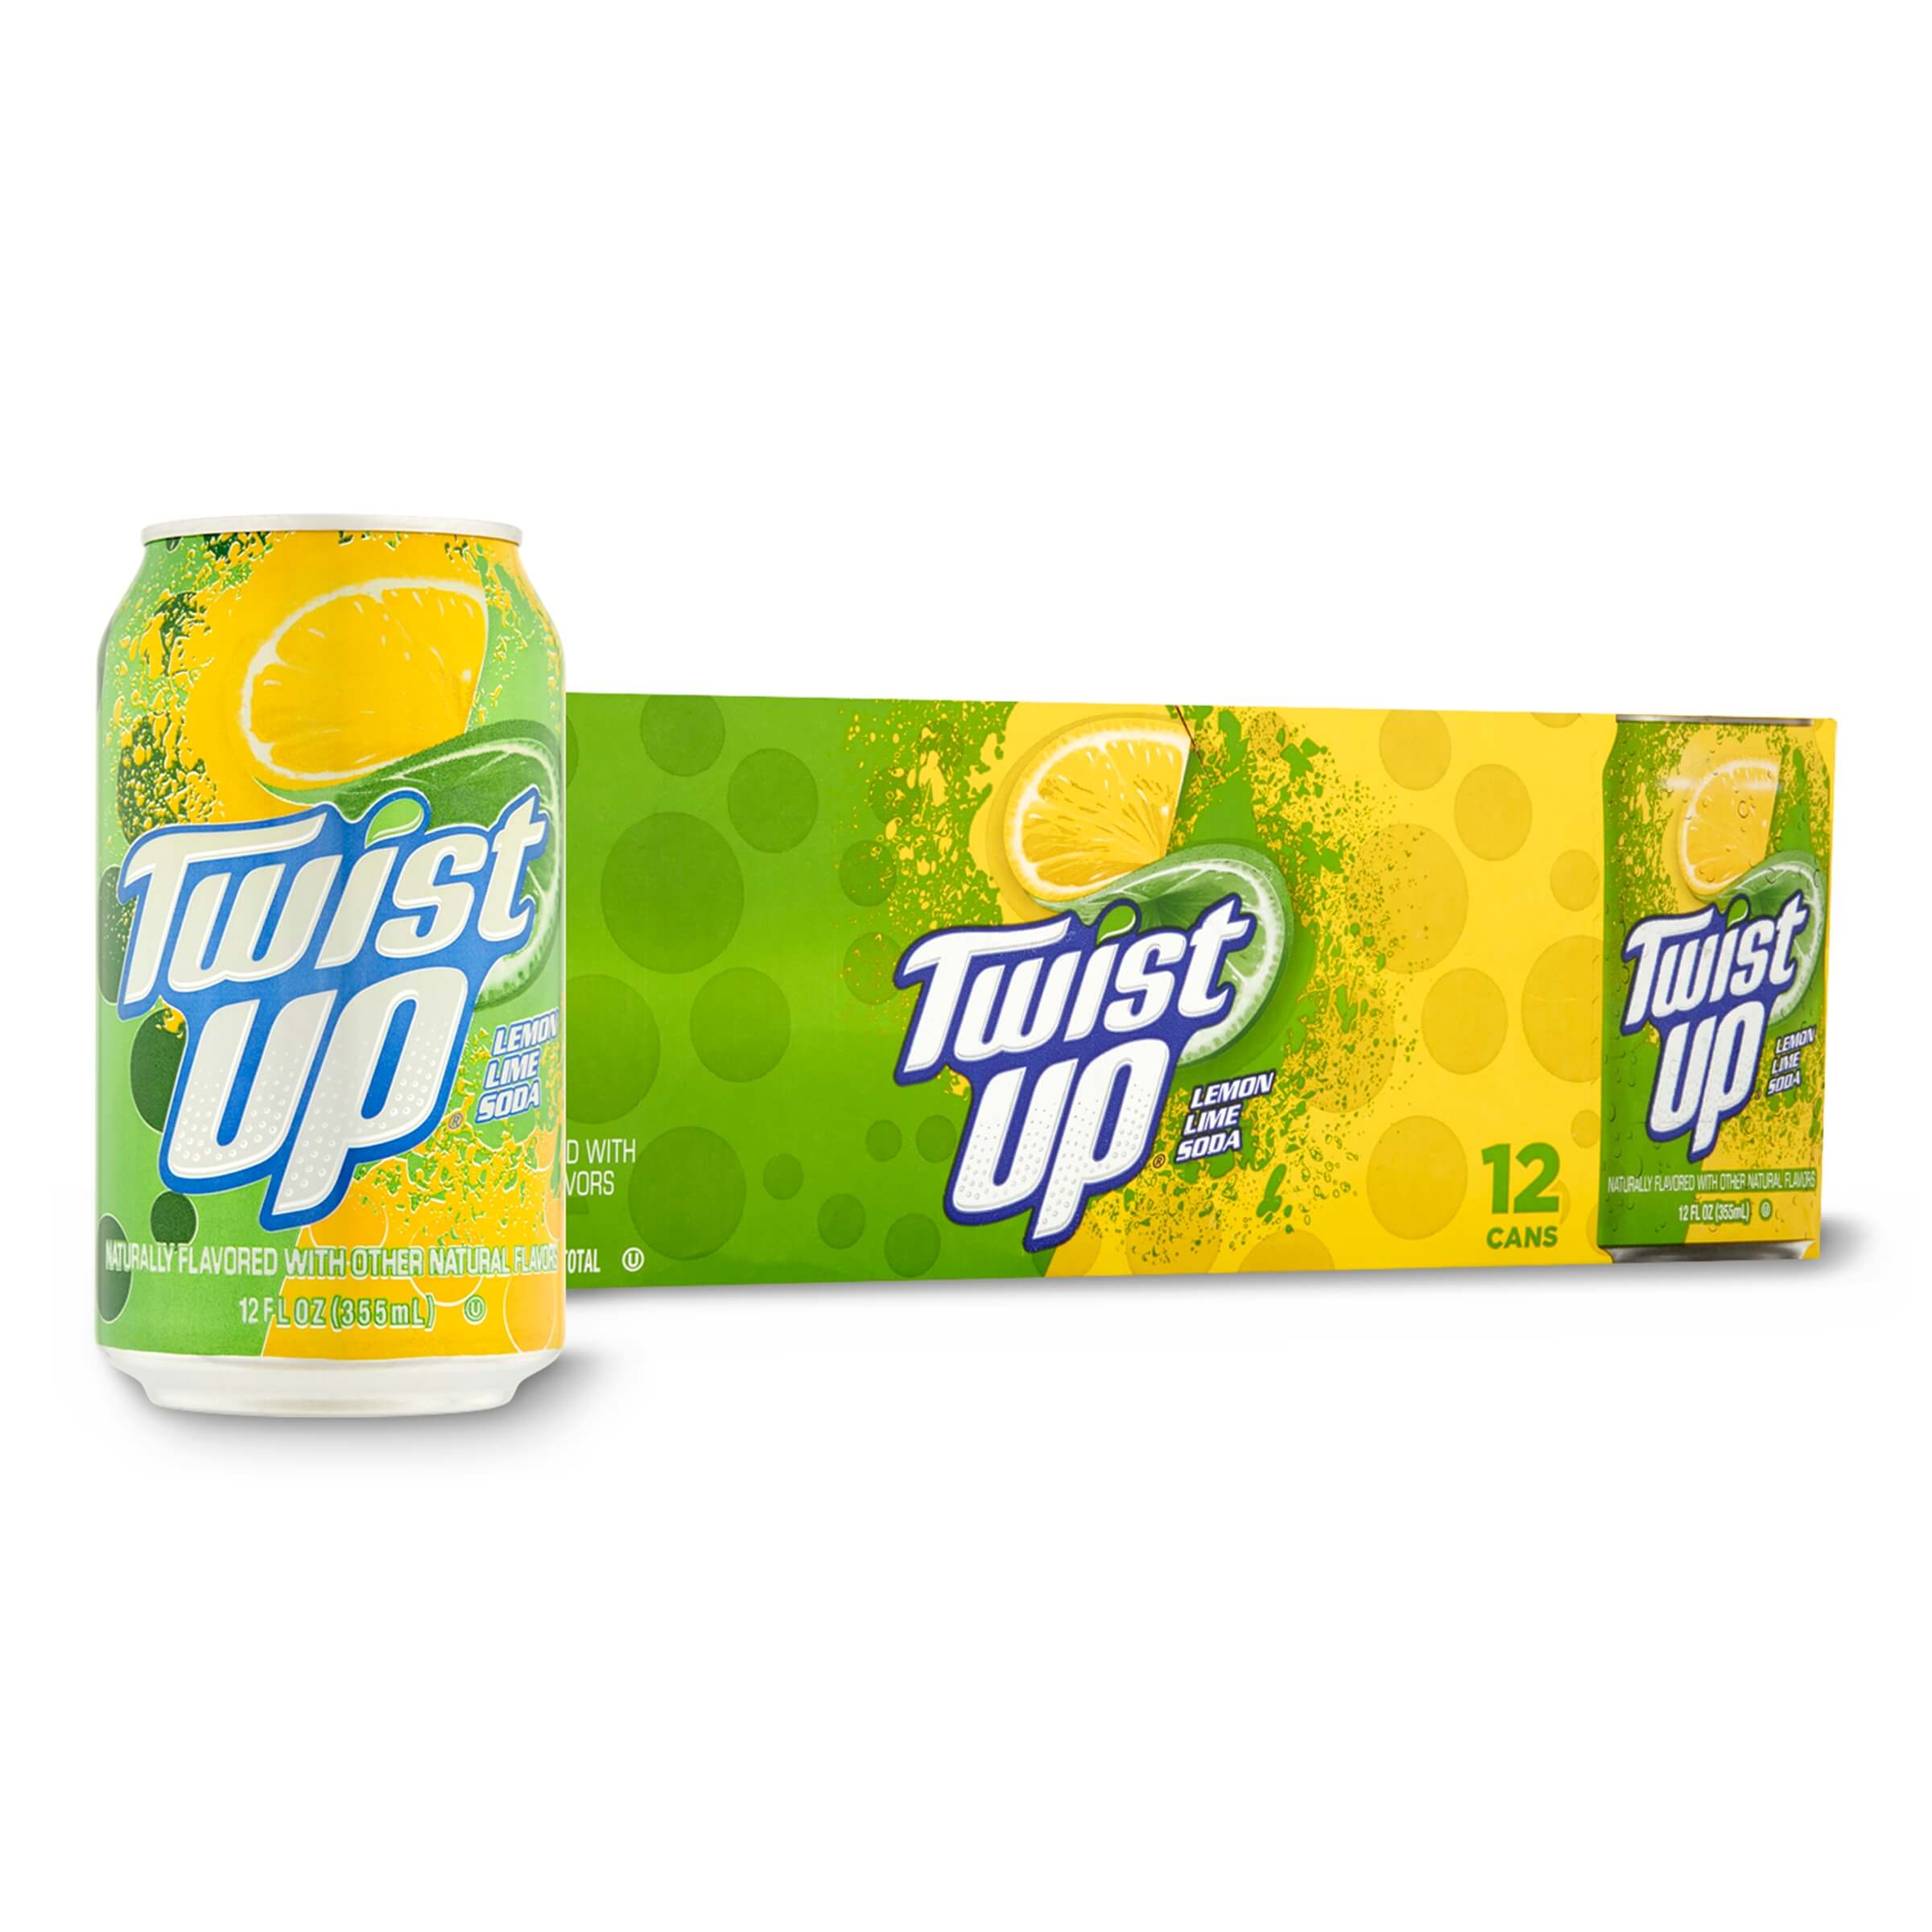 Twist
UP®
LEMON
LIME
SODA
NATURALLY FLAVORED WITH OTHER NATURAL FLAVORS
12 FL OZ (355mL) U
D WITH
VORS
TOTAL U
Twist
UP®
LEMON
LIME
SODA
12
CANS
Twist
UP
LEMON
LIME
SODA
NATURALLY FLAVORED WITH OTHER NATURAL FLAVORS
12 FL OZ (355mL) U